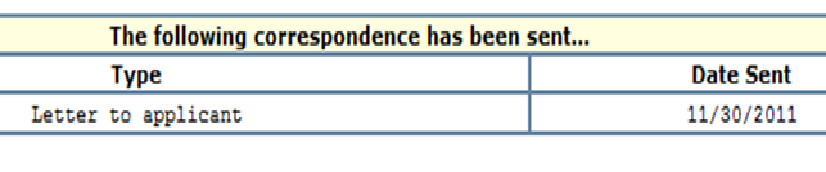 The following correspondence has been sent...
Type Date Sent
Letter to applicant 11/30/2011